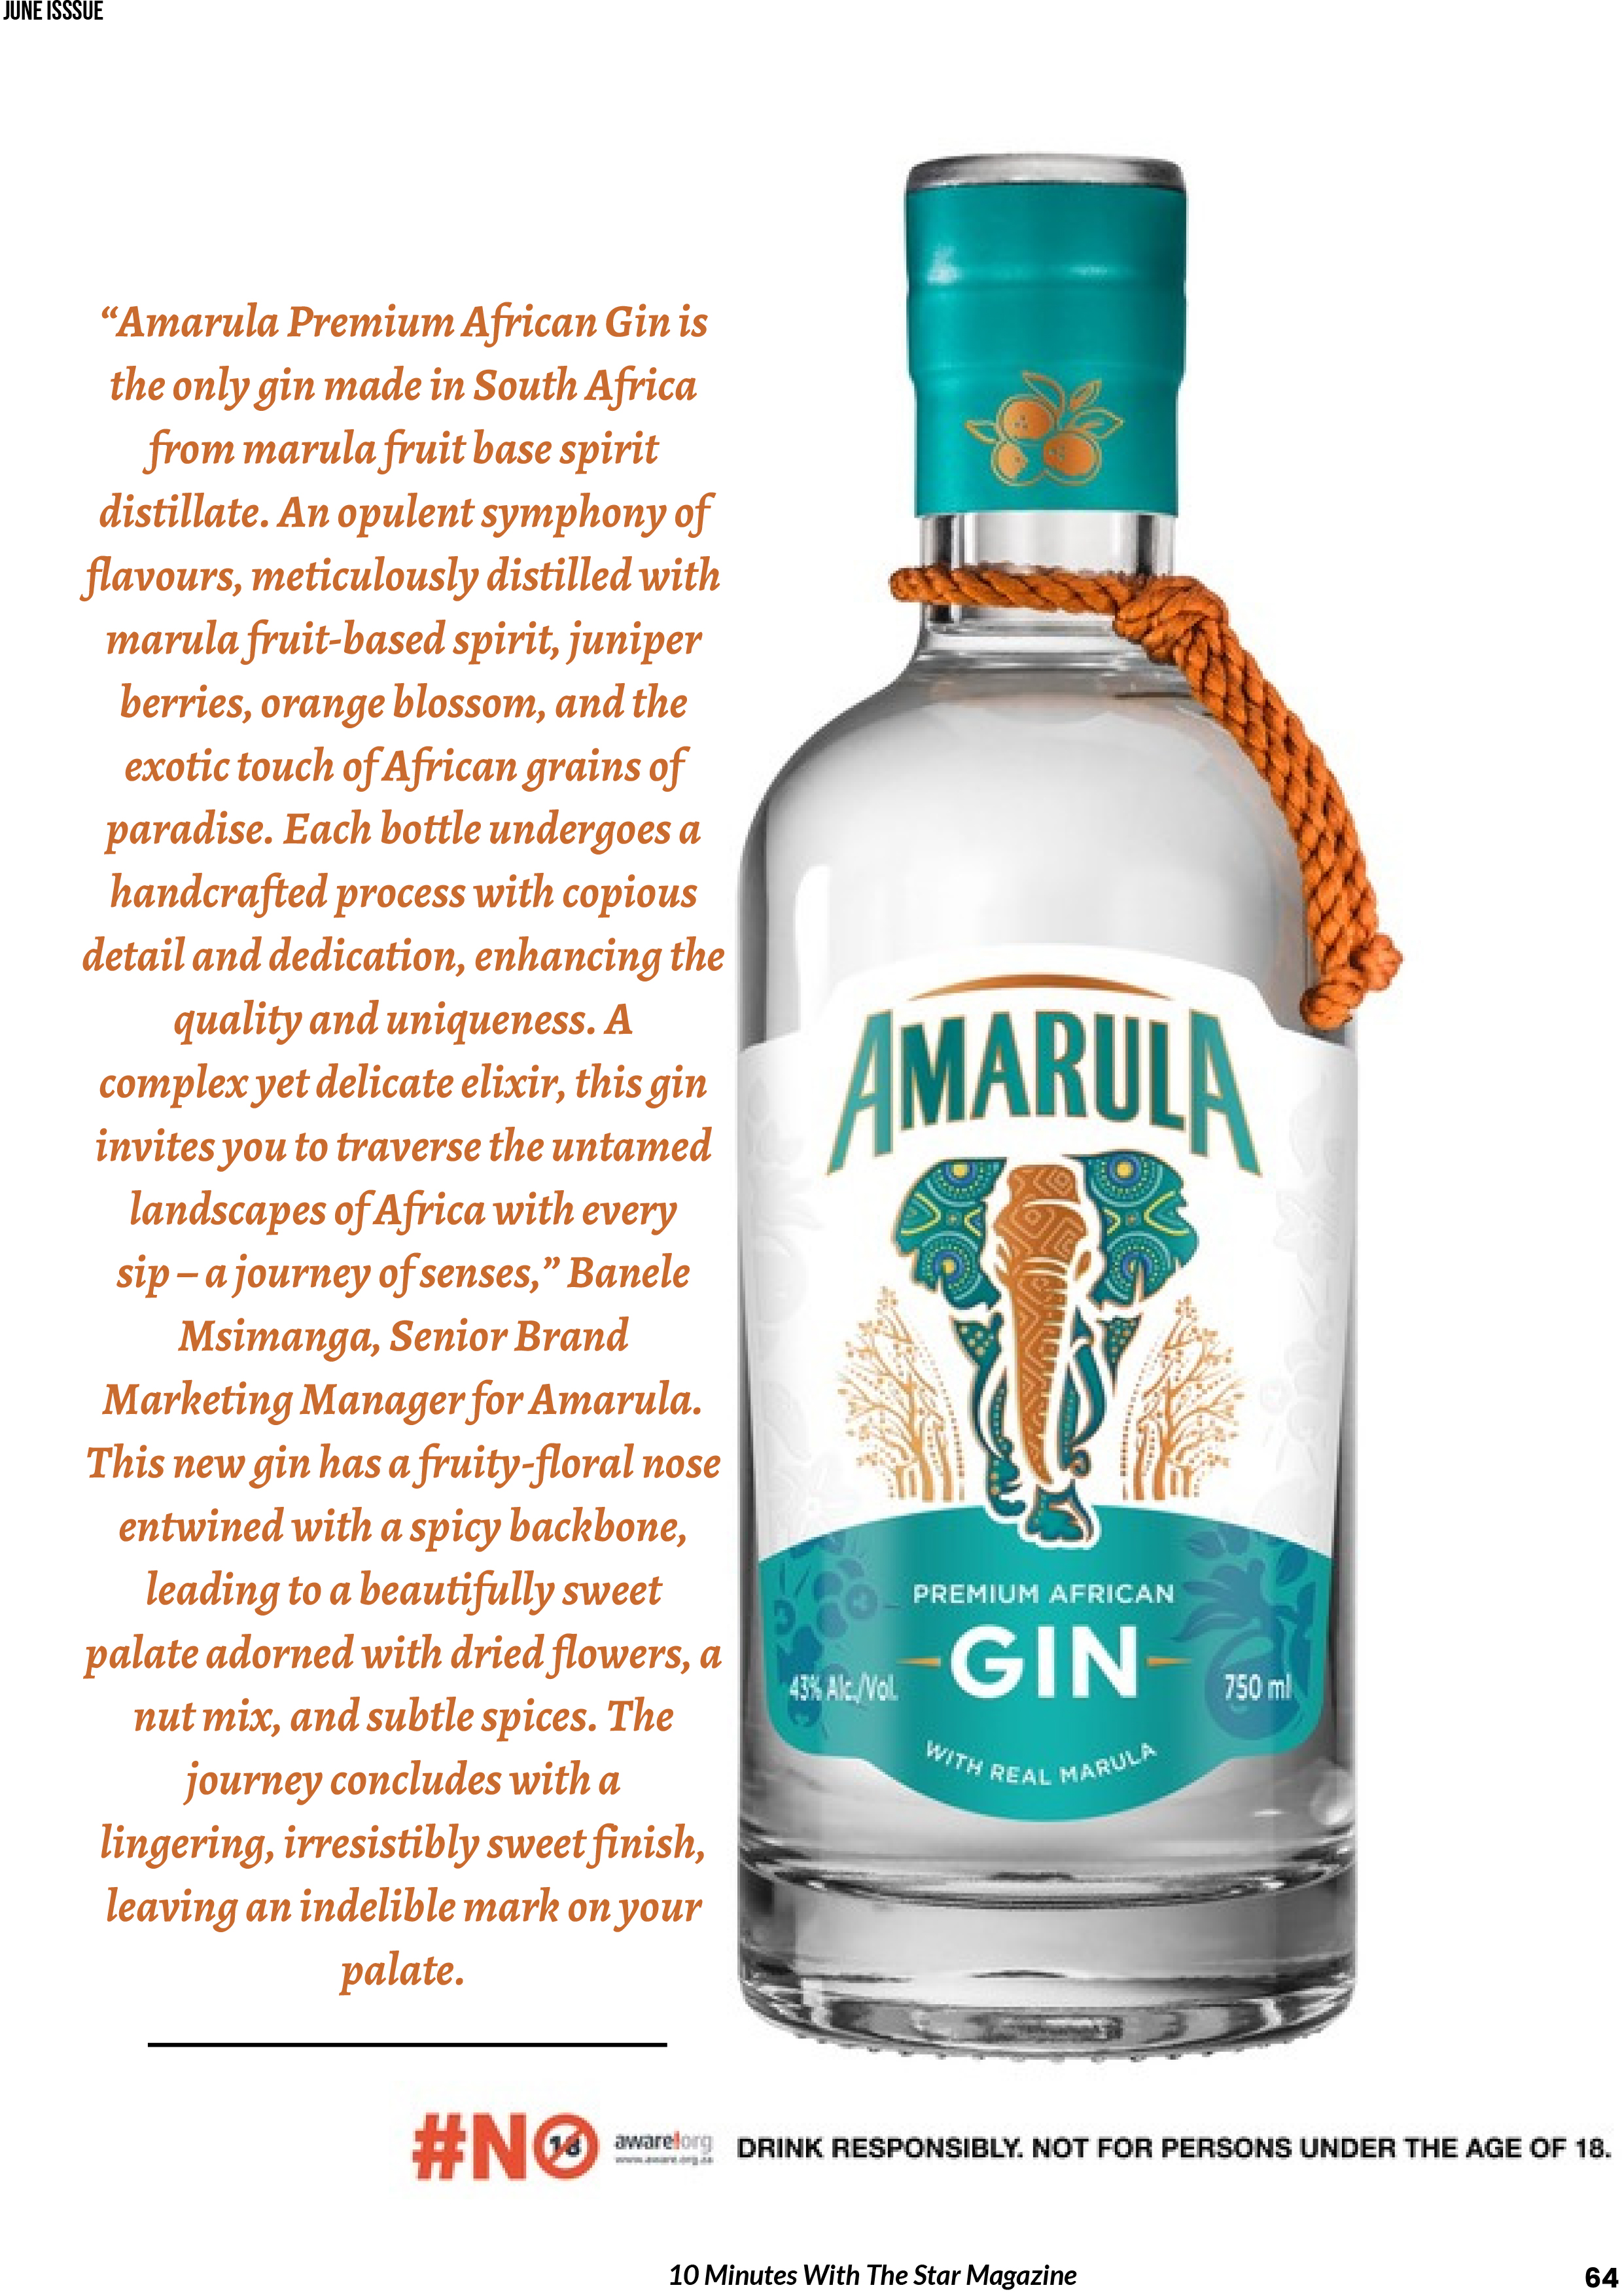 JUNE ISSSUE
“Amarula Premium African Gin is
the only gin made in South Africa
from marula fruit base spirit
distillate. An opulent symphony of
flavours, meticulously distilled with
marula fruit-based spirit, juniper
berries, orange blossom, and the
exotic touch of African grains of
paradise. Each bottle undergoes a
handcrafted process with copious
detail and dedication, enhancing the
quality and uniqueness. A
complex yet delicate elixir, this gin
invites you to traverse the untamed
landscapes of Africa with every
sip – a journey of senses,” Banele
Msimanga, Senior Brand
Marketing Manager for Amarula.
This new gin has a fruity-floral nose
entwined with a spicy backbone,
leading to a beautifully sweet
palate adorned with dried flowers, a
nut mix, and subtle spices. The
journey concludes with a
lingering, irresistibly sweet finish,
leaving an indelible mark on your
palate.
AMARULA
PREMIUM AFRICAN
GIN
43% Alc./Vol.
750 ml
WITH REAL MARULA
#NO
18
aware!org
www.aware.org.za
DRINK RESPONSIBLY. NOT FOR PERSONS UNDER THE AGE OF 18.
10 Minutes With The Star Magazine
64